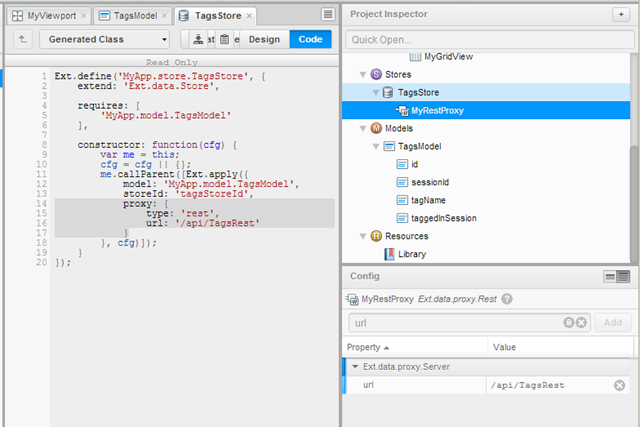 MyViewport
TagsModel
TagsStore
Generated Class
Design
Code
Read Only
1 Ext.define('MyApp.store.TagsStore', {
2     extend: 'Ext.data.Store',
3
4     requires: [
5         'MyApp.model.TagsModel'
6     ],
7
8     constructor: function(cfg) {
9         var me = this;
10         cfg = cfg || {};
11         me.callParent([Ext.apply({
12             model: 'MyApp.model.TagsModel',
13             storeId: 'tagsStoreId',
14             proxy: {
15                 type: 'rest',
16                 url: '/api/TagsRest'
17             }
18         }, cfg)]);
19     }
20 });
Project Inspector
+
Quick Open...
MyGridView
S Stores
TagsStore
MyRestProxy
M Models
TagsModel
id
sessionId
tagName
taggedInSession
R Resources
Library
Config
MyRestProxy Ext.data.proxy.Rest ?
url
Add
Property Value
Ext.data.proxy.Server
url /api/TagsRest